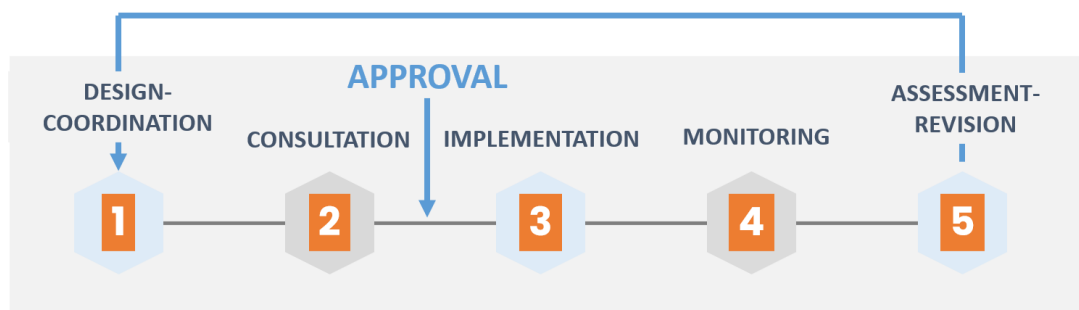 DESIGN-
COORDINATION
CONSULTATION
APPROVAL
IMPLEMENTATION
MONITORING
ASSESSMENT-
REVISION
1
2
3
4
5